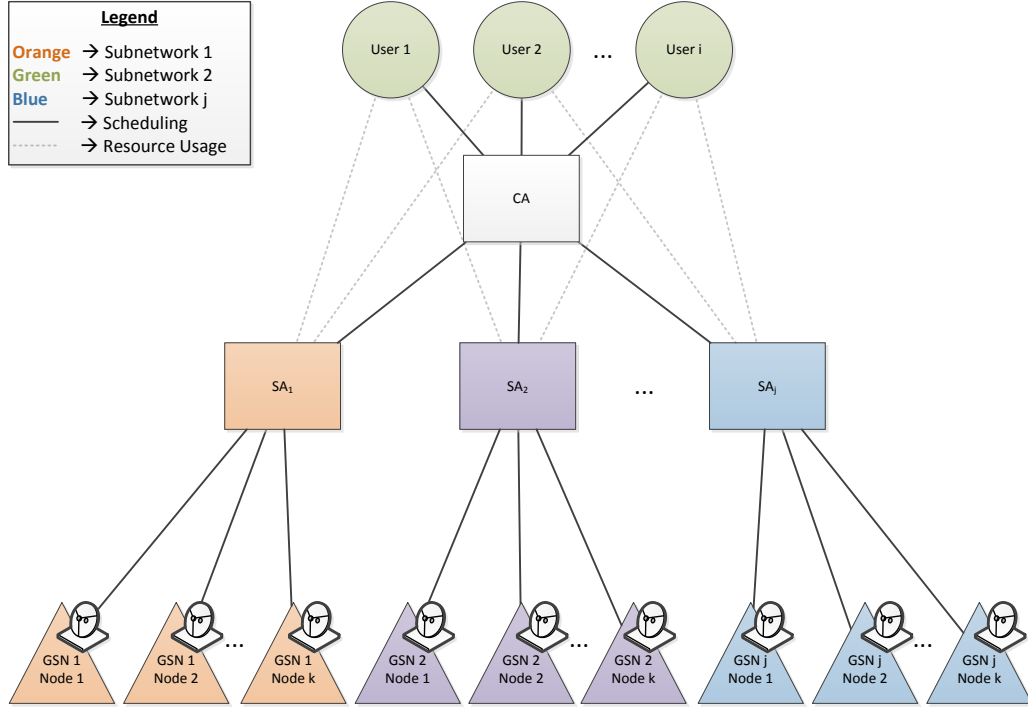 Legend
Orange → Subnetwork 1
Green → Subnetwork 2
Blue → Subnetwork j
→ Scheduling
→ Resource Usage
User 1
User 2
...
User i
CA
SA₁
SA₂
...
SAⱼ
GSN 1
Node 1
GSN 1
Node 2
...
GSN 1
Node k
GSN 2
Node 1
GSN 2
Node 2
...
GSN 2
Node k
GSN j
Node 1
GSN j
Node 2
...
GSN j
Node k